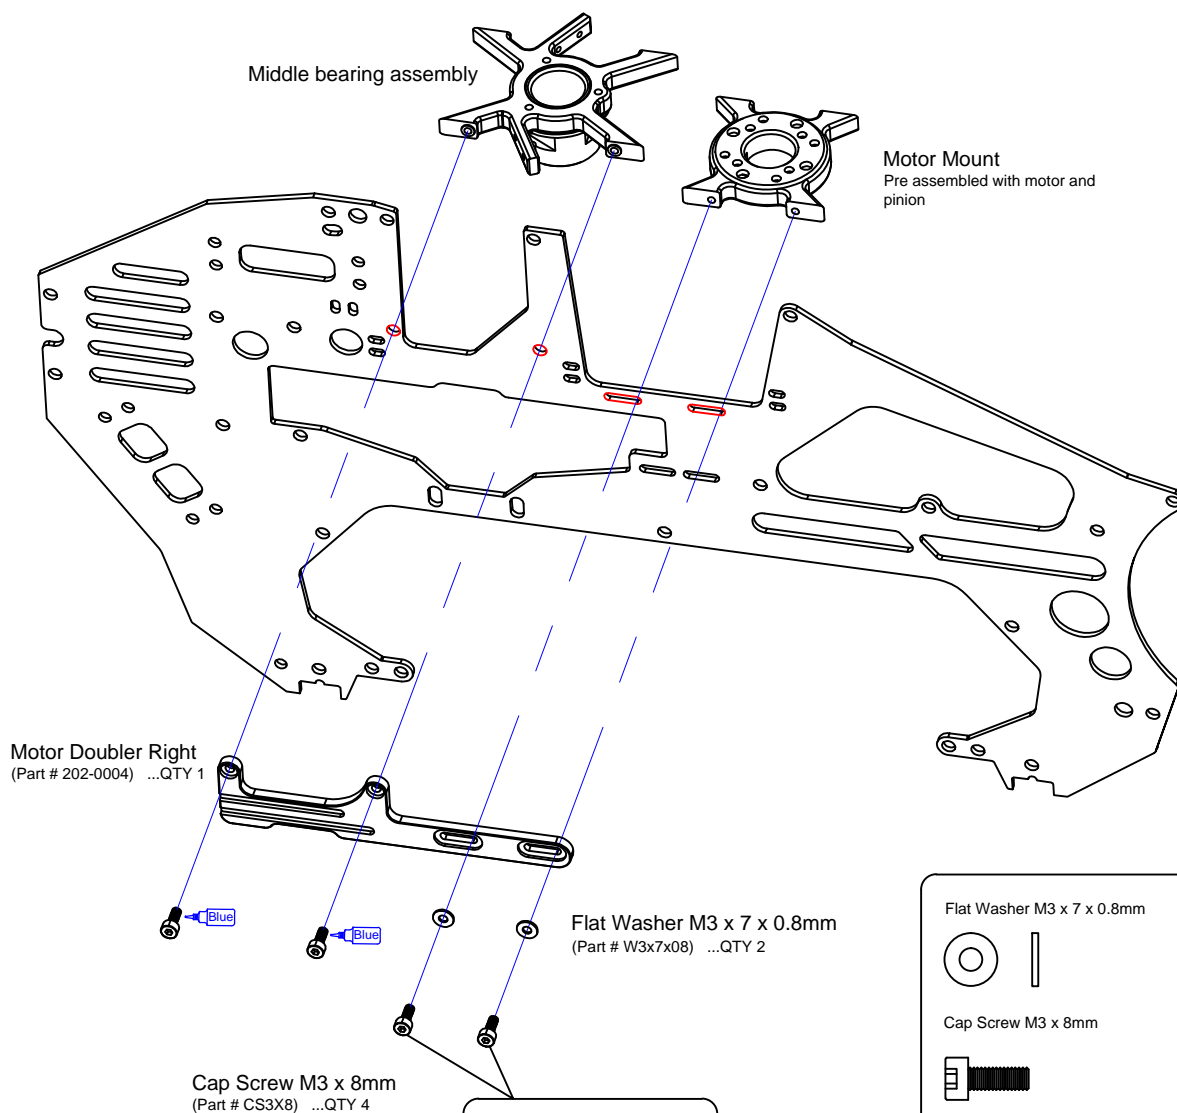 Middle bearing assembly
Motor Mount
Pre assembled with motor and
pinion
Motor Doubler Right
(Part # 202-0004) ...QTY 1
Blue
Blue
Flat Washer M3 x 7 x 0.8mm
(Part # W3x7x08) ...QTY 2
Cap Screw M3 x 8mm
(Part # CS3X8) ...QTY 4
Flat Washer M3 x 7 x 0.8mm
Cap Screw M3 x 8mm